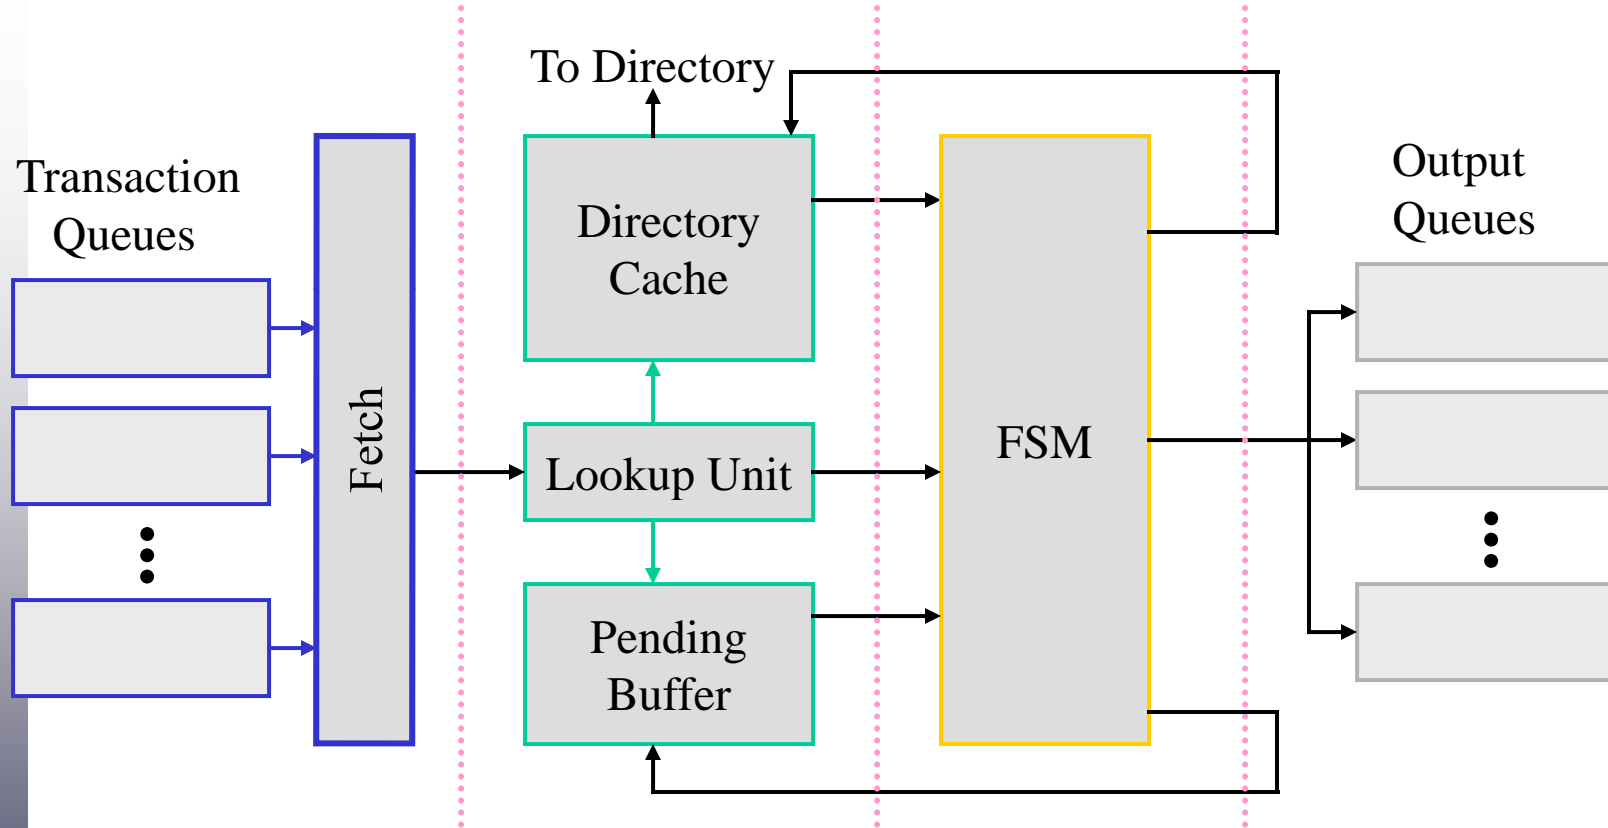 To Directory
Transaction
Queues
Fetch
Directory
Cache
Lookup Unit
Pending
Buffer
FSM
Output
Queues